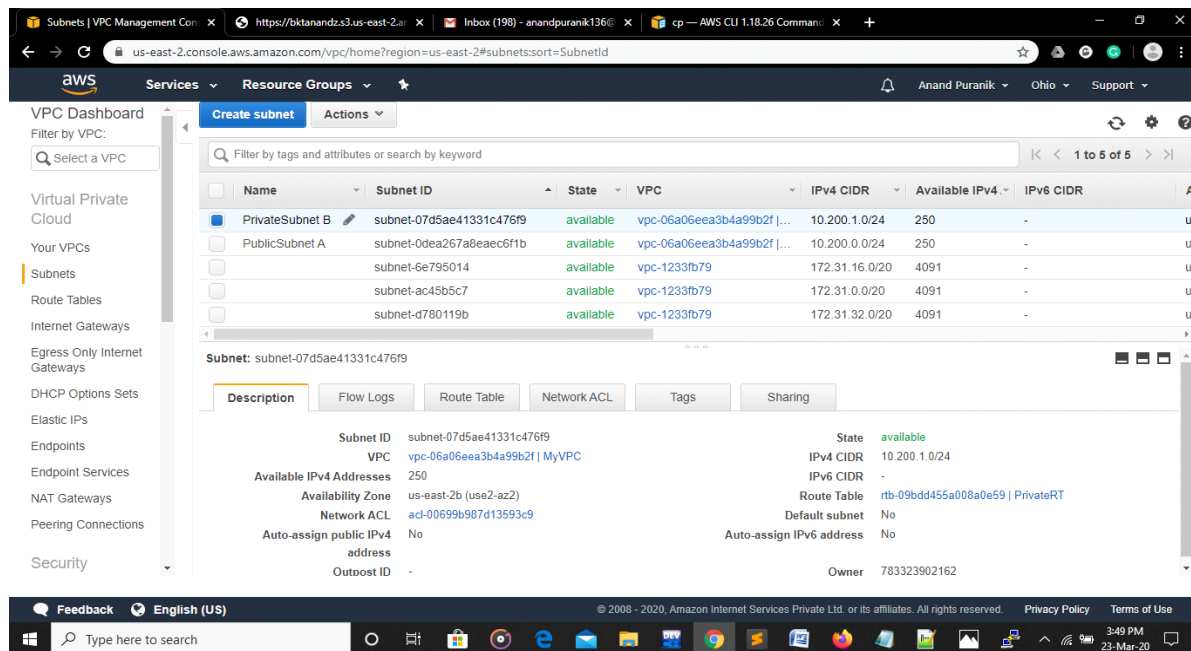 Subnets | VPC Management Con
https://bktanandz.s3.us-east-2.a
Inbox (198) - anandpuranik136@
cp — AWS CLI 1.18.26 Command
us-east-2.console.aws.amazon.com/vpc/home?region=us-east-2#subnets:sort=SubnetId
aws Services Resource Groups Anand Puranik Ohio Support
VPC Dashboard
Filter by VPC:
Select a VPC
Virtual Private
Cloud
Your VPCs
Subnets
Route Tables
Internet Gateways
Egress Only Internet
Gateways
DHCP Options Sets
Elastic IPs
Endpoints
Endpoint Services
NAT Gateways
Peering Connections
Security
Create subnet Actions
Filter by tags and attributes or search by keyword 1 to 5 of 5
Name Subnet ID State VPC IPv4 CIDR Available IPv4 IPv6 CIDR
PrivateSubnet B subnet-07d5ae41331c476f9 available vpc-06a06eea3b4a99b2f |... 10.200.1.0/24 250 -
PublicSubnet A subnet-0dea267a8eaec6f1b available vpc-06a06eea3b4a99b2f |... 10.200.0.0/24 250 -
subnet-6e795014 available vpc-1233fb79 172.31.16.0/20 4091 -
subnet-ac45b5c7 available vpc-1233fb79 172.31.0.0/20 4091 -
subnet-d780119b available vpc-1233fb79 172.31.32.0/20 4091 -
Subnet: subnet-07d5ae41331c476f9
Description Flow Logs Route Table Network ACL Tags Sharing
Subnet ID subnet-07d5ae41331c476f9 State available
VPC vpc-06a06eea3b4a99b2f | MyVPC IPv4 CIDR 10.200.1.0/24
Available IPv4 Addresses 250 IPv6 CIDR -
Availability Zone us-east-2b (use2-az2) Route Table rtb-09bdd455a008a0e59 | PrivateRT
Network ACL acl-00699b987d13593c9 Default subnet No
Auto-assign public IPv4 No Auto-assign IPv6 address No
address
Outpost ID - Owner 783323902162
Feedback English (US) © 2008 - 2020, Amazon Internet Services Private Ltd. or its affiliates. All rights reserved. Privacy Policy Terms of Use
Type here to search DEV 3:49 PM
23-Mar-20